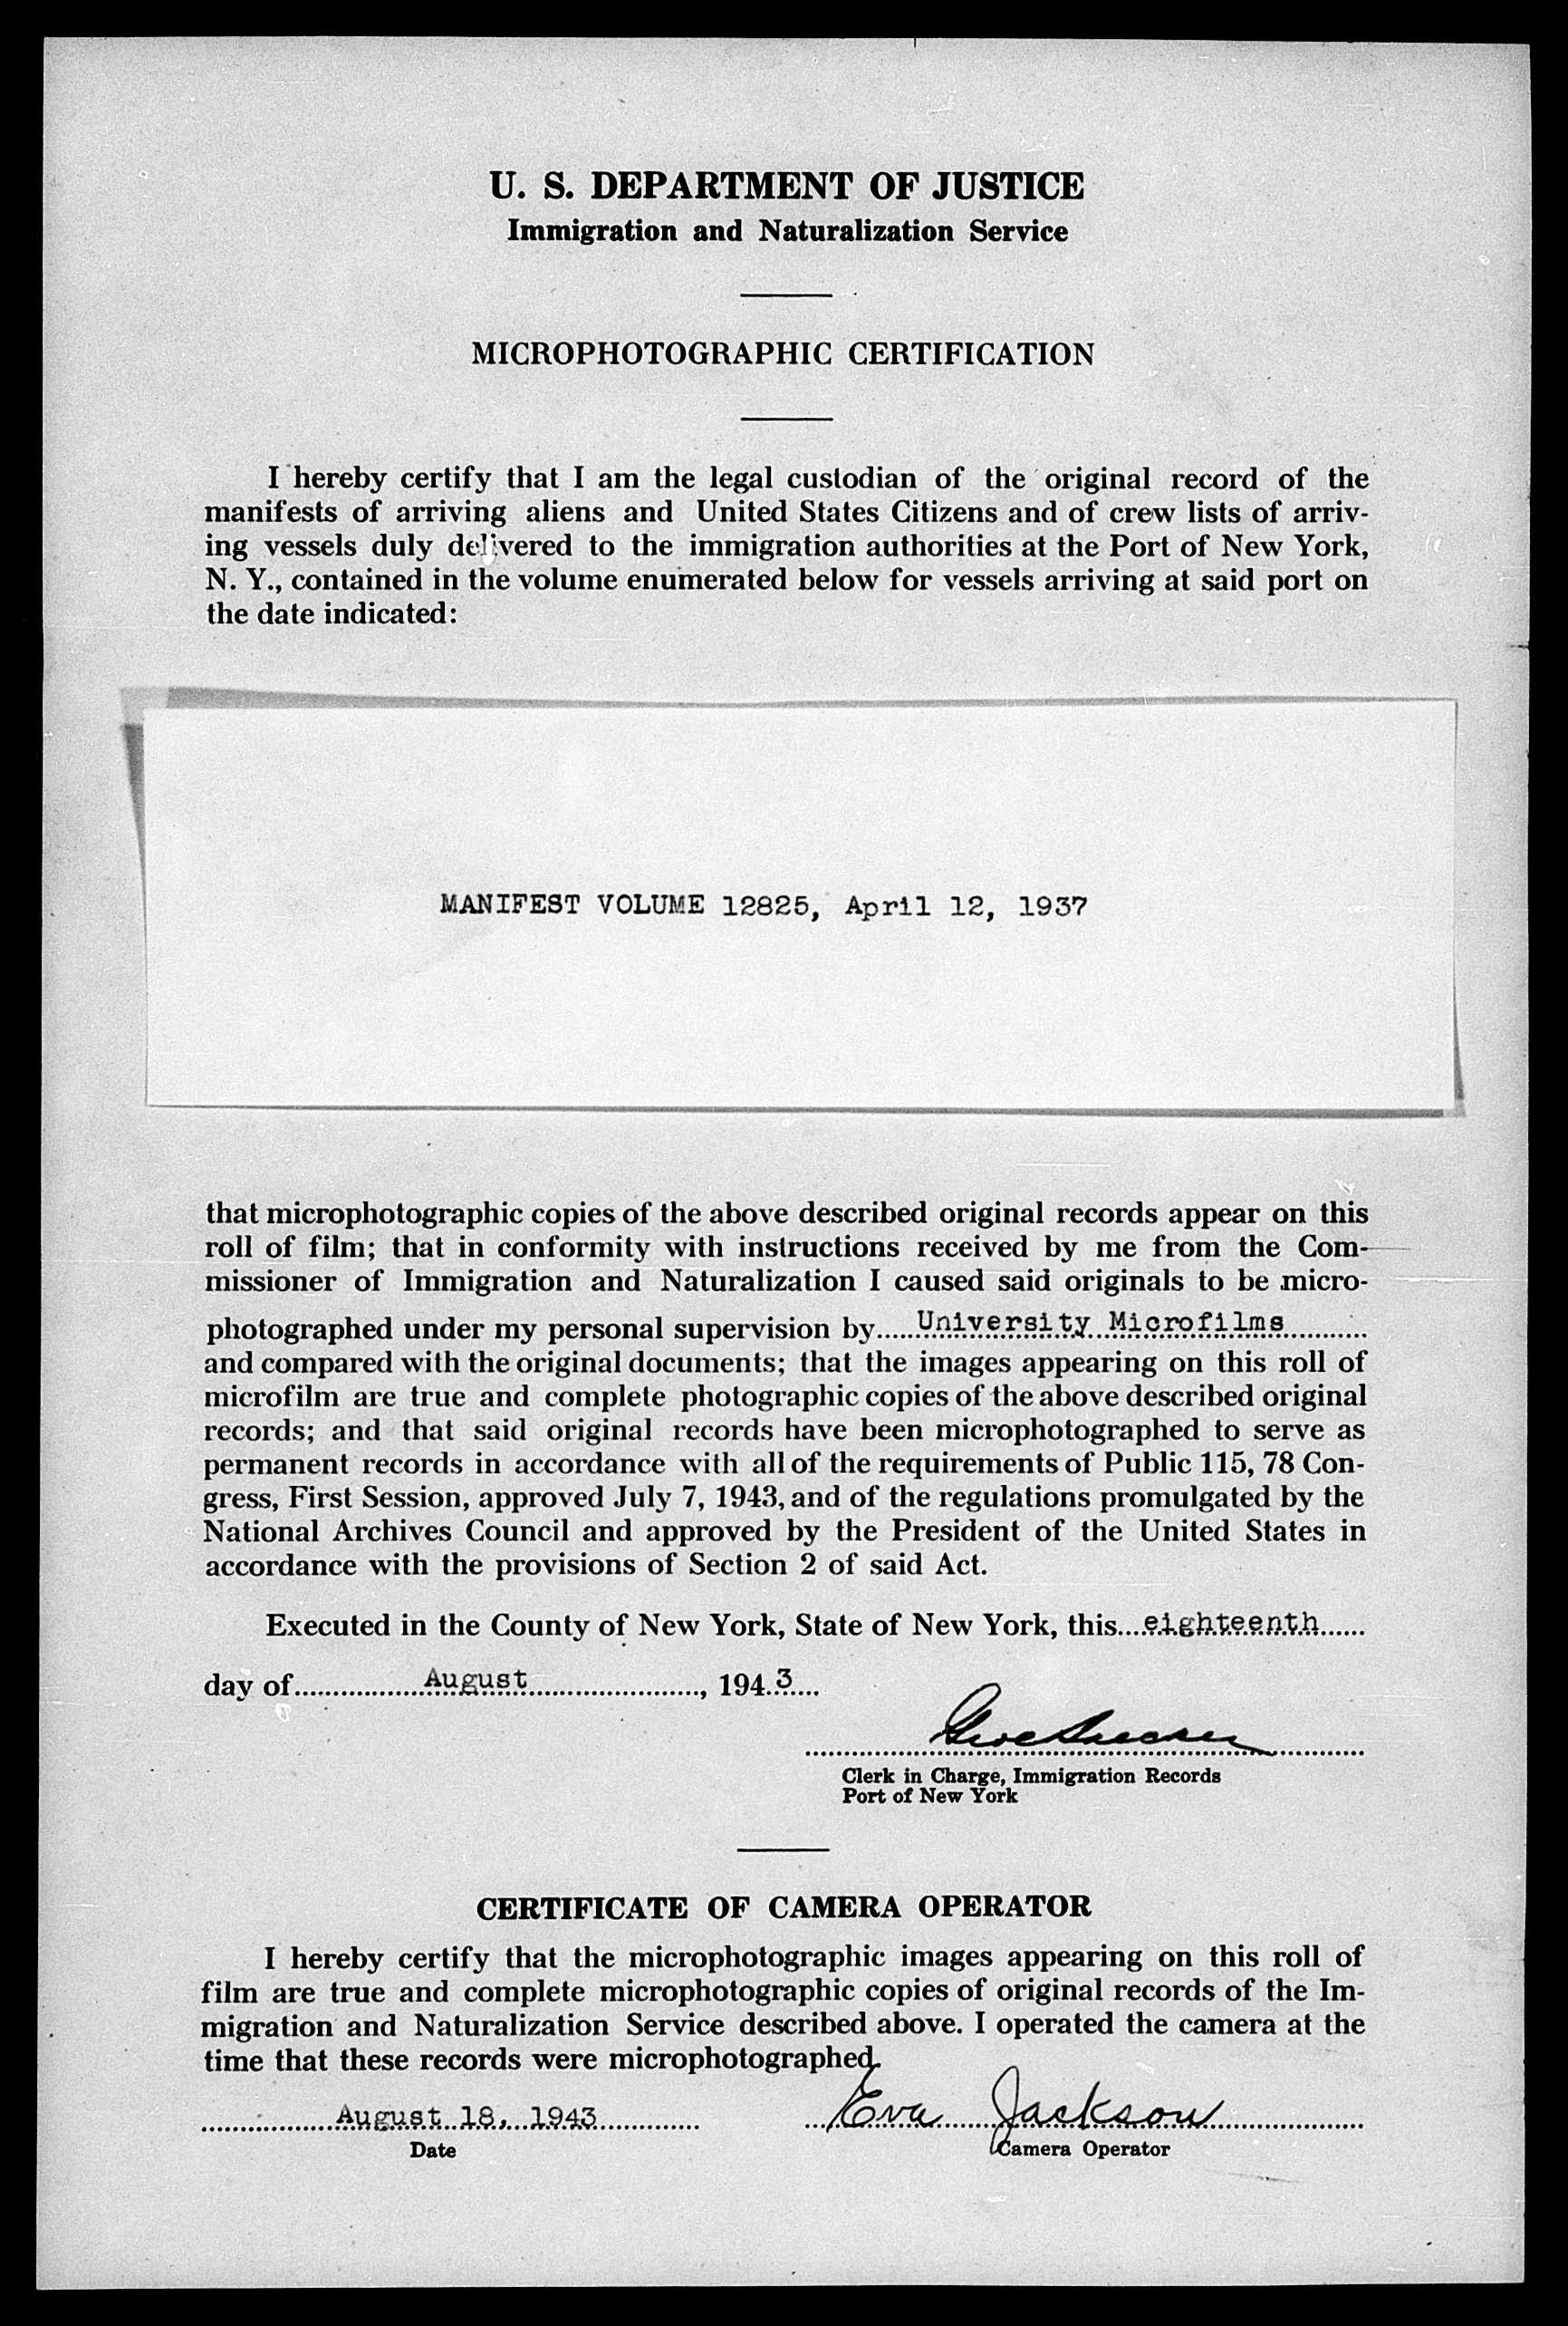 U. S. DEPARTMENT OF JUSTICE
Immigration and Naturalization Service
MICROPHOTOGRAPHIC CERTIFICATION
I hereby certify that I am the legal custodian of the original record of the
manifests of arriving aliens and United States Citizens and of crew lists of arriv-
ing vessels duly delivered to the immigration authorities at the Port of New York,
N. Y., contained in the volume enumerated below for vessels arriving at said port on
the date indicated:
MANIFEST VOLUME 12825, April 12, 1937
that microphotographic copies of the above described original records appear on this
roll of film; that in conformity with instructions received by me from the Com-
missioner of Immigration and Naturalization I caused said originals to be micro-
photographed under my personal supervision by.....University Microfilms...........
and compared with the original documents; that the images appearing on this roll of
microfilm are true and complete photographic copies of the above described original
records; and that said original records have been microphotographed to serve as
permanent records in accordance with all of the requirements of Public 115, 78 Con-
gress, First Session, approved July 7, 1943, and of the regulations promulgated by the
National Archives Council and approved by the President of the United States in
accordance with the provisions of Section 2 of said Act.
Executed in the County of New York, State of New York, this....eighteenth......
day of.................August......................., 194.3....
Clerk in Charge, Immigration Records
Port of New York
CERTIFICATE OF CAMERA OPERATOR
I hereby certify that the microphotographic images appearing on this roll of
film are true and complete microphotographic copies of original records of the Im-
migration and Naturalization Service described above. I operated the camera at the
time that these records were microphotographed.
August 18, 1943 Eva Jackson
Date Camera Operator